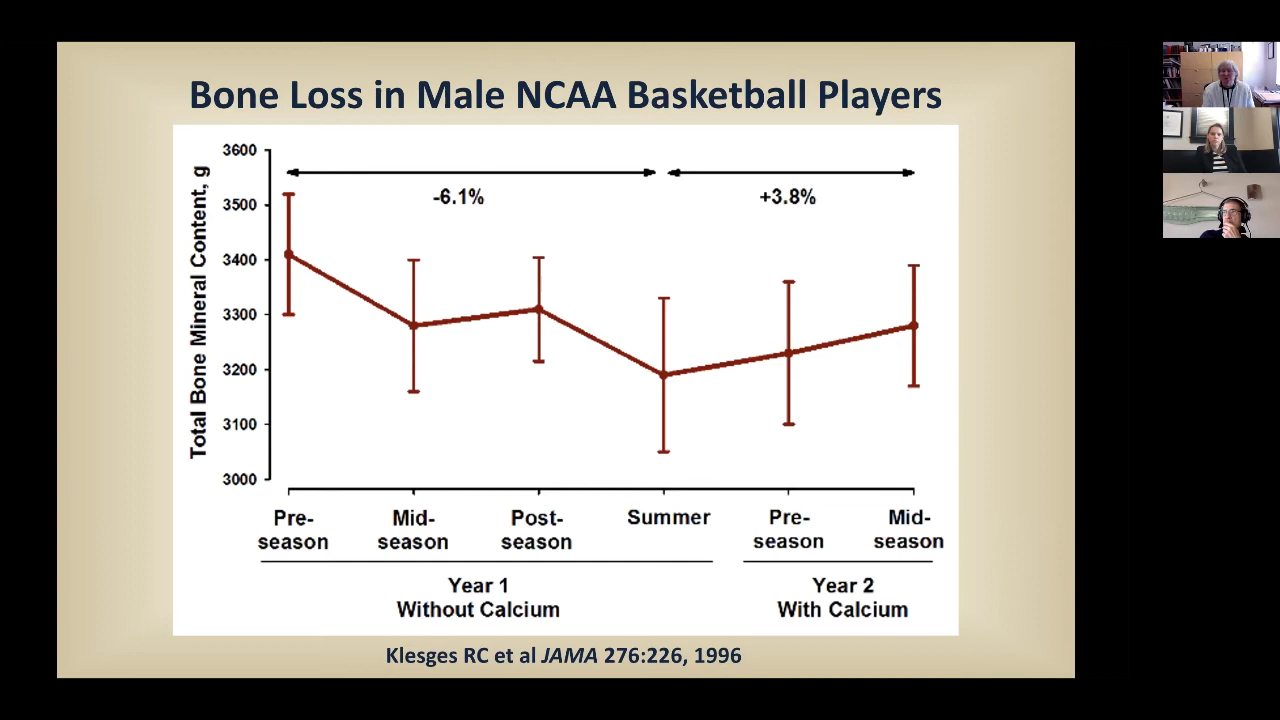 Bone Loss in Male NCAA Basketball Players
Total Bone Mineral Content, g
3600
3500
3400
3300
3200
3100
3000
-6.1%
+3.8%
Pre-
season
Mid-
season
Post-
season
Summer
Pre-
season
Mid-
season
Year 1
Without Calcium
Year 2
With Calcium
Klesges RC et al JAMA 276:226, 1996